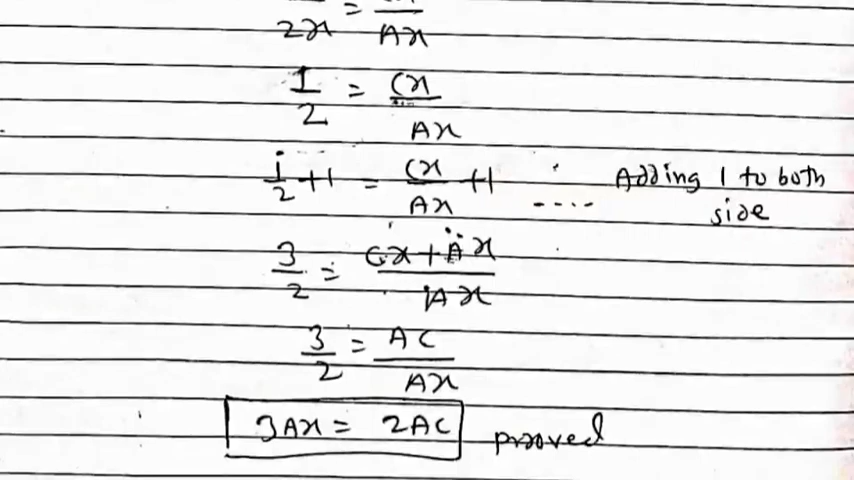 /2x = /Ax
1/2 = Cx/Ax
1/2 + 1 = Cx/Ax + 1 .... Adding 1 to both side
3/2 = Cx + Ax/Ax
3/2 = AC/Ax
3Ax = 2AC proved